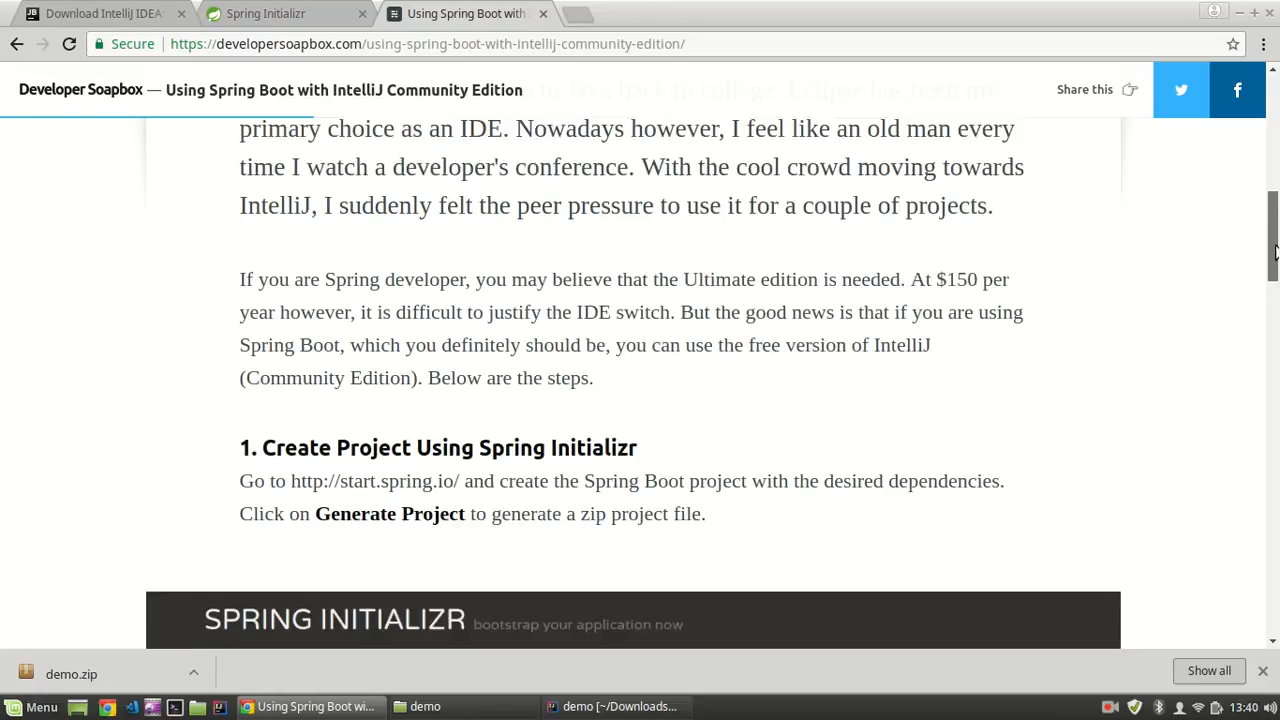 Download IntelliJ IDEA:
Spring Initializr
Using Spring Boot with
Secure
https://developersoapbox.com/using-spring-boot-with-intellij-community-edition/
Developer Soapbox — Using Spring Boot with IntelliJ Community Edition
Share this
to Java back in college, Eclipse has been my
primary choice as an IDE. Nowadays however, I feel like an old man every
time I watch a developer's conference. With the cool crowd moving towards
IntelliJ, I suddenly felt the peer pressure to use it for a couple of projects.
If you are Spring developer, you may believe that the Ultimate edition is needed. At $150 per
year however, it is difficult to justify the IDE switch. But the good news is that if you are using
Spring Boot, which you definitely should be, you can use the free version of IntelliJ
(Community Edition). Below are the steps.
1. Create Project Using Spring Initializr
Go to http://start.spring.io/ and create the Spring Boot project with the desired dependencies.
Click on Generate Project to generate a zip project file.
SPRING INITIALIZR bootstrap your application now
demo.zip
Show all
Menu
Using Spring Boot wi...
demo
demo [~/Downloads...
13:40